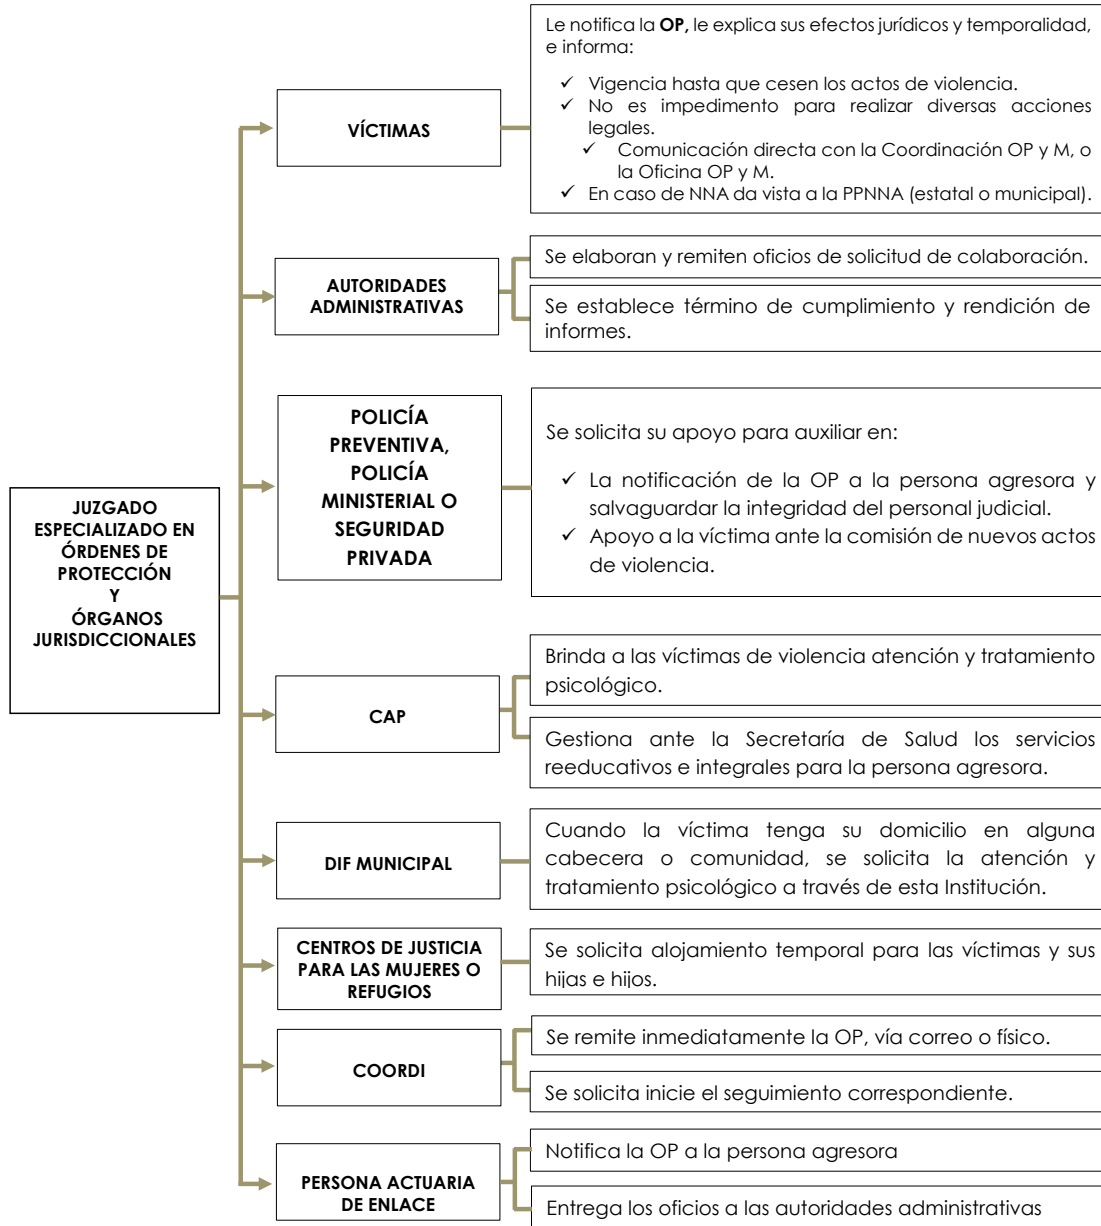 JUZGADO
ESPECIALIZADO EN
ÓRDENES DE
PROTECCIÓN
Y
ÓRGANOS
JURISDICCIONALES
VÍCTIMAS
Le notifica la OP, le explica sus efectos jurídicos y temporalidad,
e informa:
✓ Vigencia hasta que cesen los actos de violencia.
✓ No es impedimento para realizar diversas acciones
legales.
✓ Comunicación directa con la Coordinación OP y M, o
la Oficina OP y M.
✓ En caso de NNA da vista a la PPNNA (estatal o municipal).
AUTORIDADES
ADMINISTRATIVAS
Se elaboran y remiten oficios de solicitud de colaboración.
Se establece término de cumplimiento y rendición de
informes.
POLICÍA
PREVENTIVA,
POLICÍA
MINISTERIAL O
SEGURIDAD
PRIVADA
Se solicita su apoyo para auxiliar en:
✓ La notificación de la OP a la persona agresora y
salvaguardar la integridad del personal judicial.
✓ Apoyo a la víctima ante la comisión de nuevos actos
de violencia.
CAP
Brinda a las víctimas de violencia atención y tratamiento
psicológico.
Gestiona ante la Secretaría de Salud los servicios
reeducativos e integrales para la persona agresora.
DIF MUNICIPAL
Cuando la víctima tenga su domicilio en alguna
cabecera o comunidad, se solicita la atención y
tratamiento psicológico a través de esta Institución.
CENTROS DE JUSTICIA
PARA LAS MUJERES O
REFUGIOS
Se solicita alojamiento temporal para las víctimas y sus
hijas e hijos.
COORDI
Se remite inmediatamente la OP, vía correo o físico.
Se solicita inicie el seguimiento correspondiente.
PERSONA ACTUARIA
DE ENLACE
Notifica la OP a la persona agresora
Entrega los oficios a las autoridades administrativas